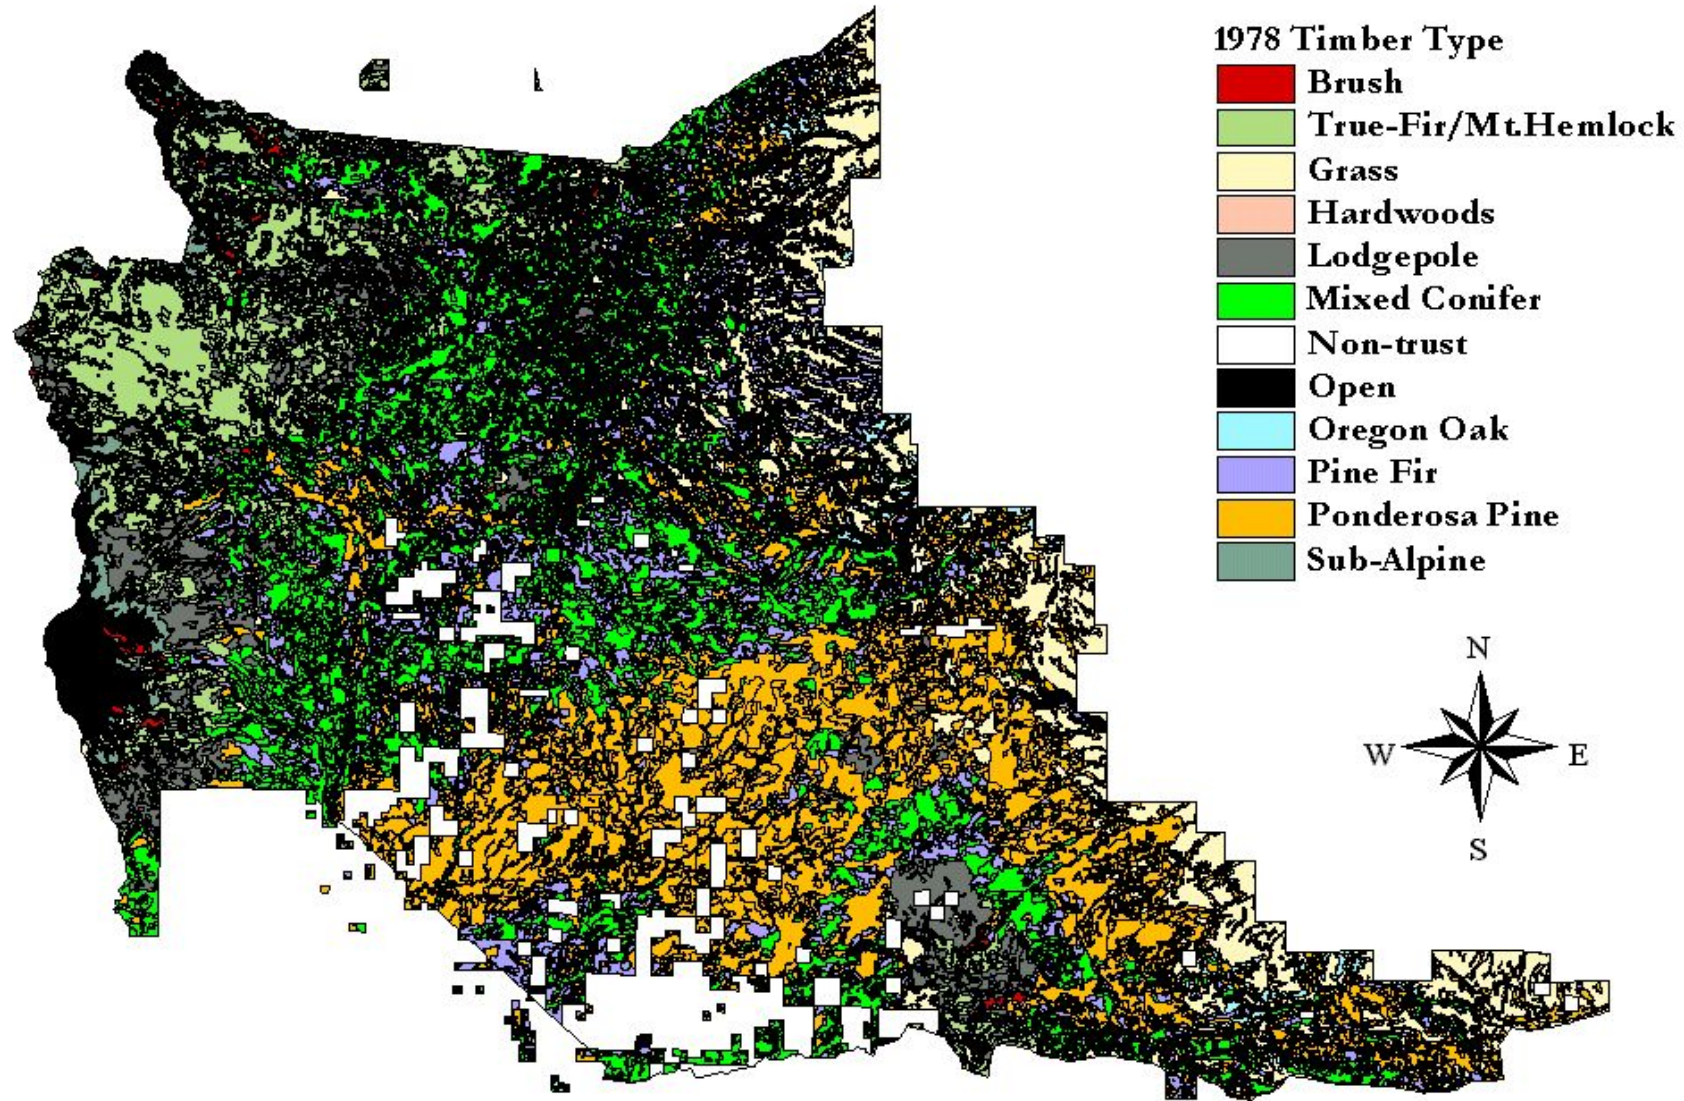 1978 Timber Type
Brush
True-Fir/Mt.Hemlock
Grass
Hardwoods
Lodgepole
Mixed Conifer
Non-trust
Open
Oregon Oak
Pine Fir
Ponderosa Pine
Sub-Alpine
N
W E
S